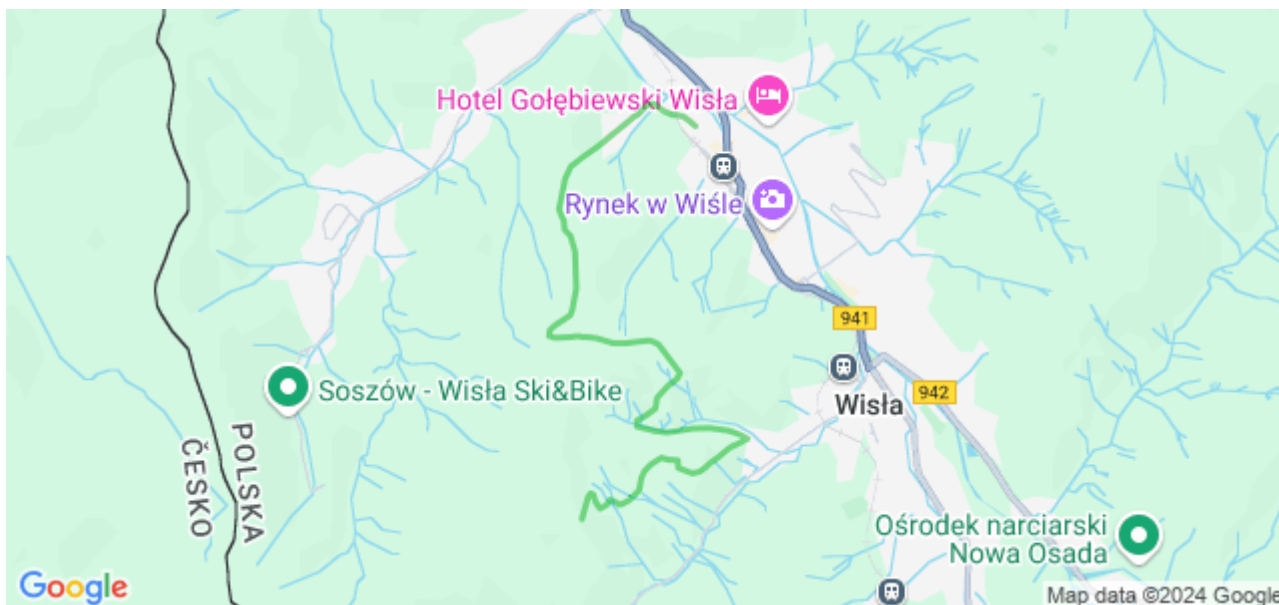 Hotel Gołębiewski Wisła
Rynek w Wiśle
941
Soszów - Wisła Ski&Bike
942
Wisła
POLSKA
ČESKO
Ośrodek narciarski
Nowa Osada
Google
Map data ©2024 Google